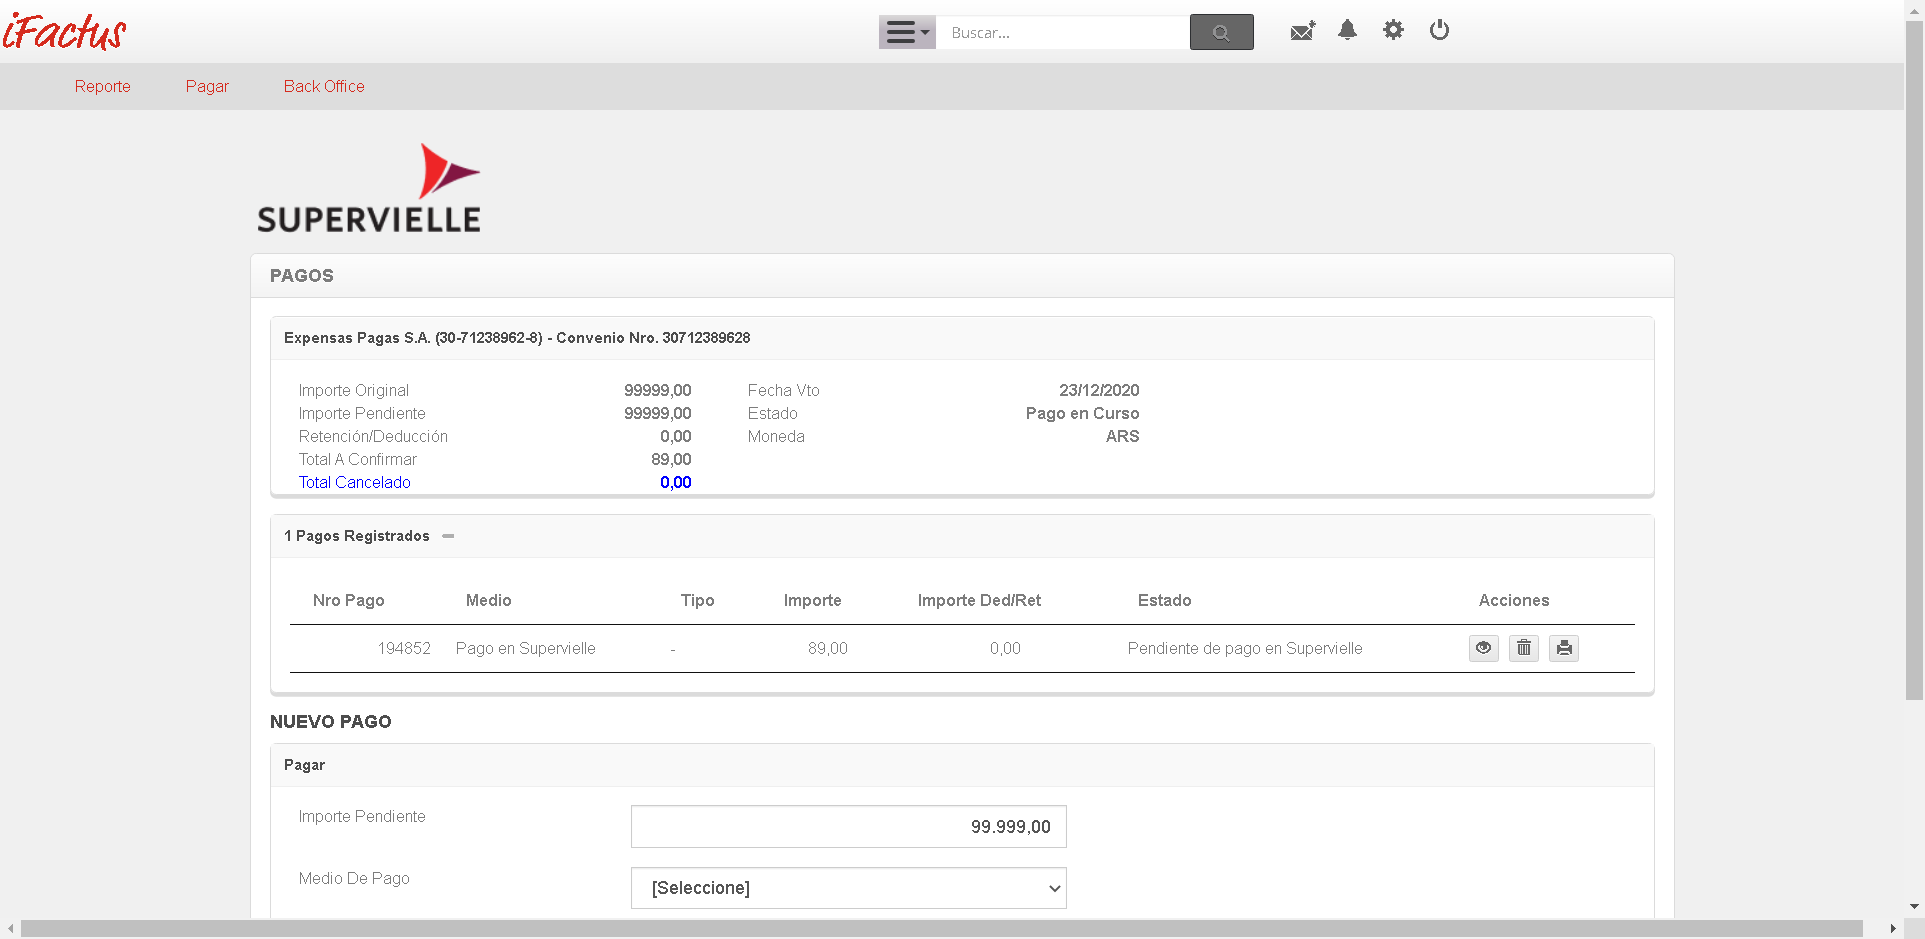 iFactus
Buscar...
Reporte
Pagar
Back Office
SUPERVIELLE
PAGOS
Expensas Pagas S.A. (30-71238962-8) - Convenio Nro. 30712389628
Importe Original 99999,00 Fecha Vto 23/12/2020
Importe Pendiente 99999,00 Estado Pago en Curso
Retención/Deducción 0,00 Moneda ARS
Total A Confirmar 89,00
Total Cancelado 0,00
1 Pagos Registrados
Nro Pago Medio Tipo Importe Importe Ded/Ret Estado Acciones
194852 Pago en Supervielle - 89,00 0,00 Pendiente de pago en Supervielle
NUEVO PAGO
Pagar
Importe Pendiente 99.999,00
Medio De Pago [Seleccione]